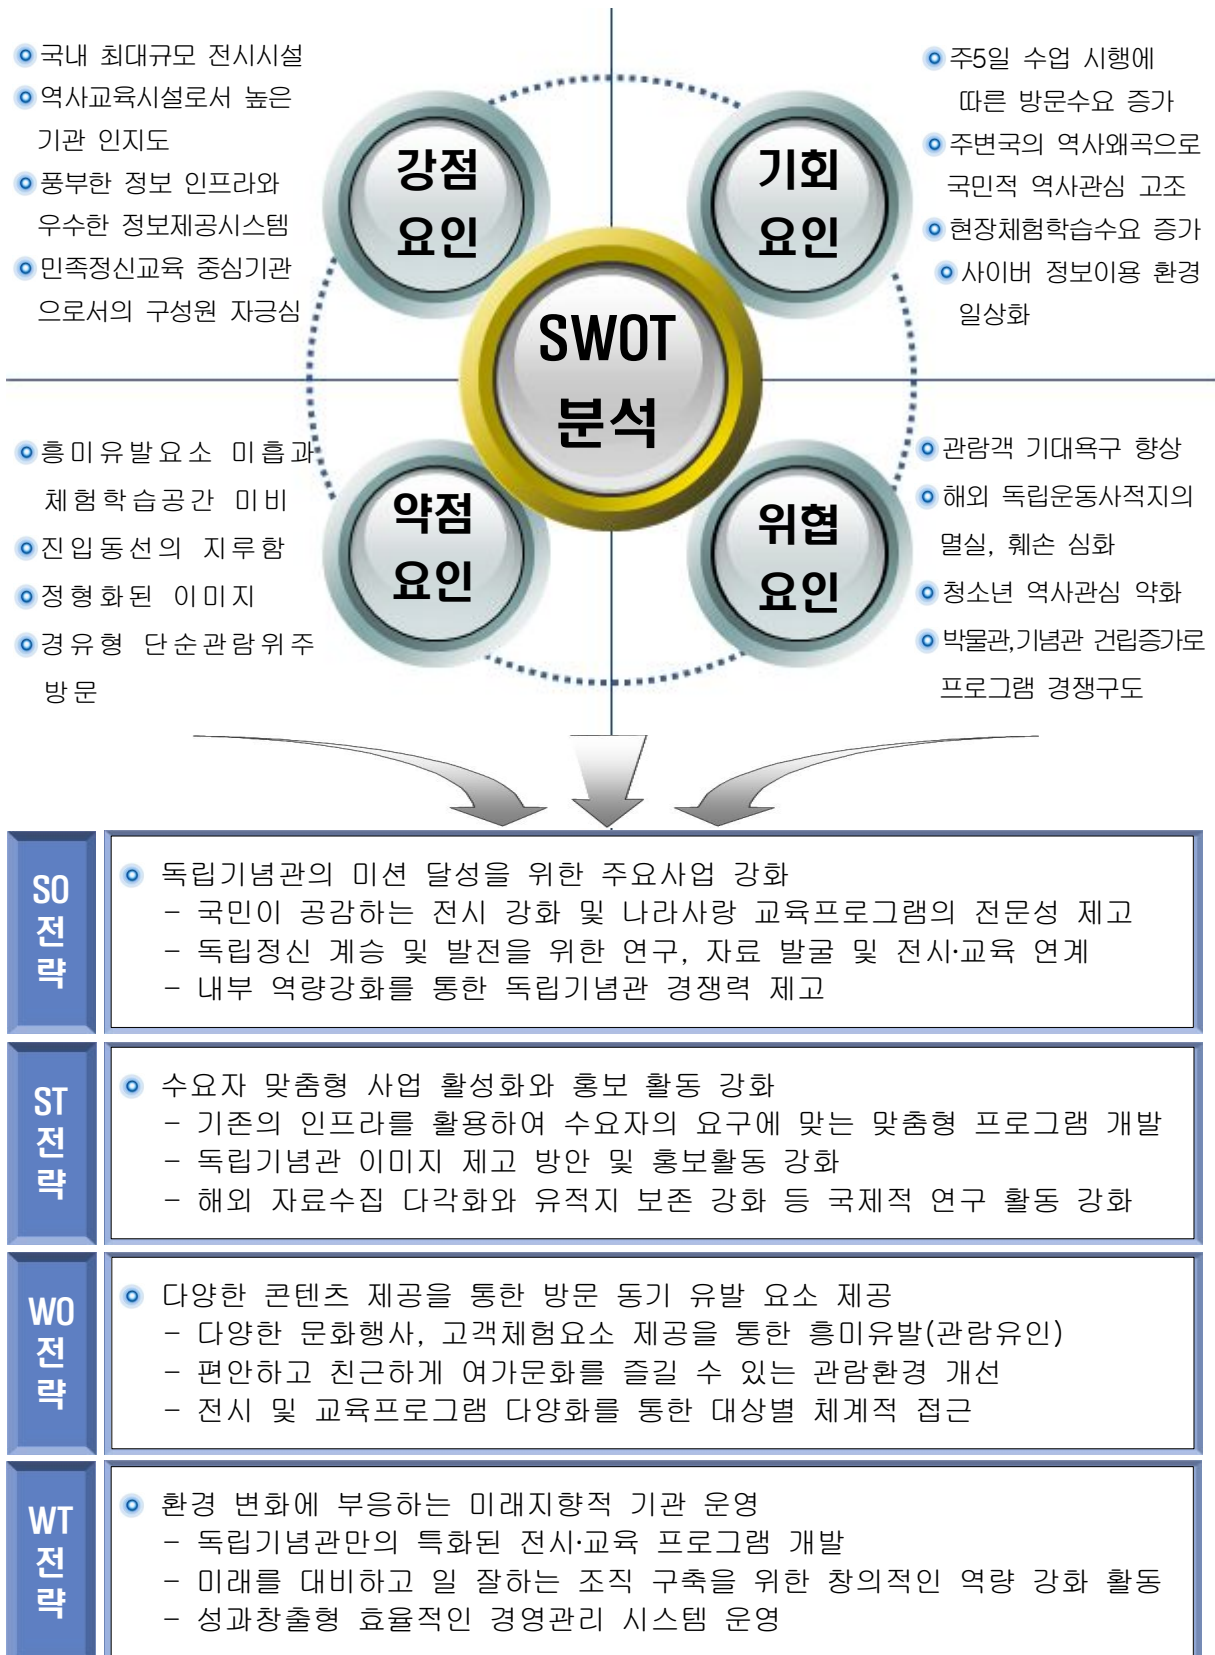 국내 최대규모 전시시설
역사교육시설로서 높은
기관 인지도
풍부한 정보 인프라와
우수한 정보제공시스템
민족정신교육 중심기관
으로서의 구성원 자긍심
강점
요인
기회
요인
주5일 수업 시행에
따른 방문수요 증가
주변국의 역사왜곡으로
국민적 역사관심 고조
현장체험학습수요 증가
사이버 정보이용 환경
일상화
SWOT
분석
흥미유발요소 미흡과
체험학습공간 미비
진입동선의 지루함
정형화된 이미지
경유형 단순관람위주
방문
약점
요인
위협
요인
관람객 기대욕구 향상
해외 독립운동사적지의
멸실, 훼손 심화
청소년 역사관심 약화
박물관,기념관 건립증가로
프로그램 경쟁구도
SO
전
략
독립기념관의 미션 달성을 위한 주요사업 강화
- 국민이 공감하는 전시 강화 및 나라사랑 교육프로그램의 전문성 제고
- 독립정신 계승 및 발전을 위한 연구, 자료 발굴 및 전시·교육 연계
- 내부 역량강화를 통한 독립기념관 경쟁력 제고
ST
전
략
수요자 맞춤형 사업 활성화와 홍보 활동 강화
- 기존의 인프라를 활용하여 수요자의 요구에 맞는 맞춤형 프로그램 개발
- 독립기념관 이미지 제고 방안 및 홍보활동 강화
- 해외 자료수집 다각화와 유적지 보존 강화 등 국제적 연구 활동 강화
WO
전
략
다양한 콘텐츠 제공을 통한 방문 동기 유발 요소 제공
- 다양한 문화행사, 고객체험요소 제공을 통한 흥미유발(관람유인)
- 편안하고 친근하게 여가문화를 즐길 수 있는 관람환경 개선
- 전시 및 교육프로그램 다양화를 통한 대상별 체계적 접근
WT
전
략
환경 변화에 부응하는 미래지향적 기관 운영
- 독립기념관만의 특화된 전시·교육 프로그램 개발
- 미래를 대비하고 일 잘하는 조직 구축을 위한 창의적인 역량 강화 활동
- 성과창출형 효율적인 경영관리 시스템 운영